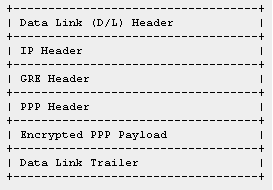 Data Link (D/L) Header
IP Header
GRE Header
PPP Header
Encrypted PPP Payload
Data Link Trailer